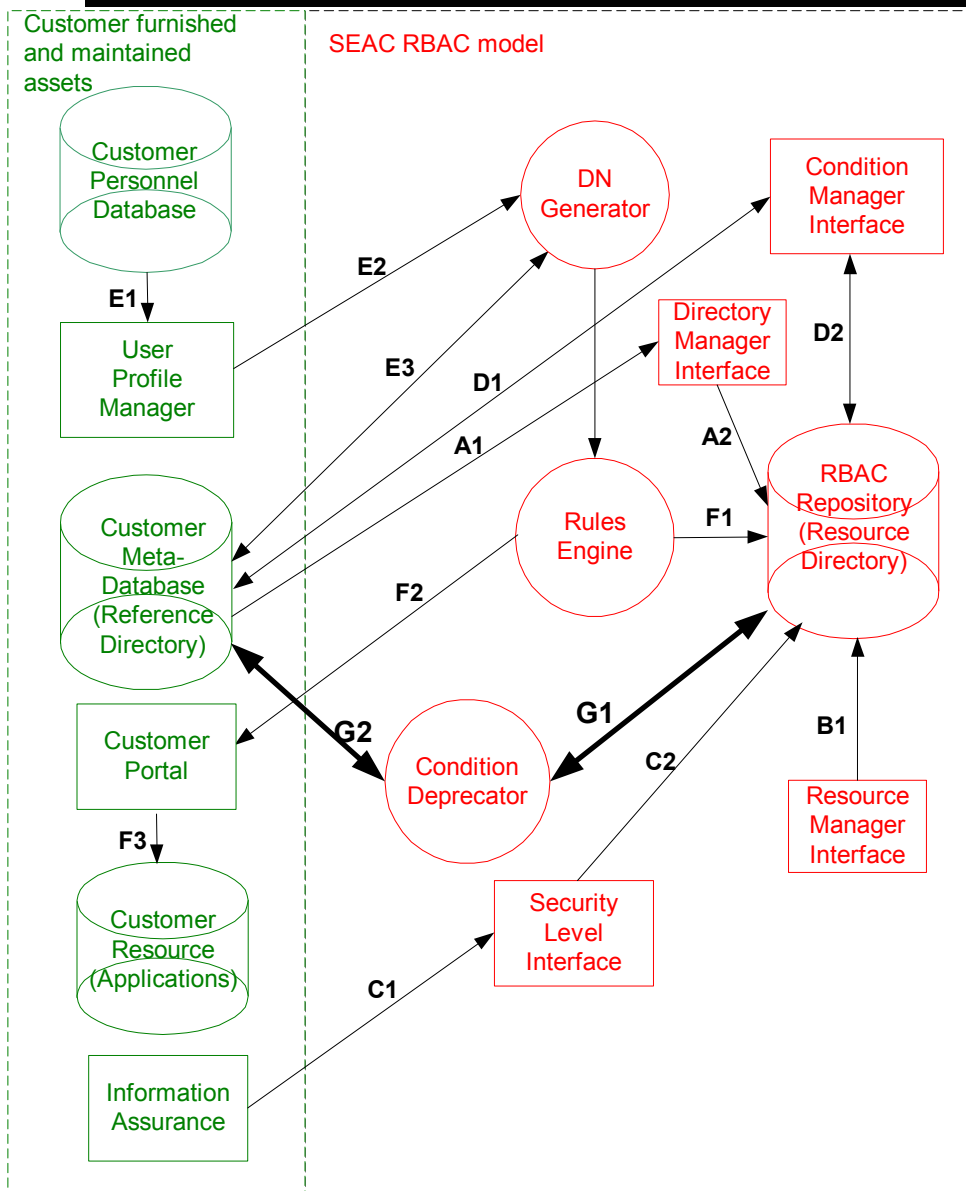 Customer furnished
and maintained
assets
SEAC RBAC model
Customer
Personnel
Database
DN
Generator
Condition
Manager
Interface
E1
E2
User
Profile
Manager
Directory
Manager
Interface
D2
E3
D1
A1
A2
Customer
Meta-
Database
(Reference
Directory)
Rules
Engine
F1
RBAC
Repository
(Resource
Directory)
F2
G2
G1
C2
B1
Customer
Portal
Condition
Deprecator
Resource
Manager
Interface
F3
Customer
Resource
(Applications)
Security
Level
Interface
C1
Information
Assurance